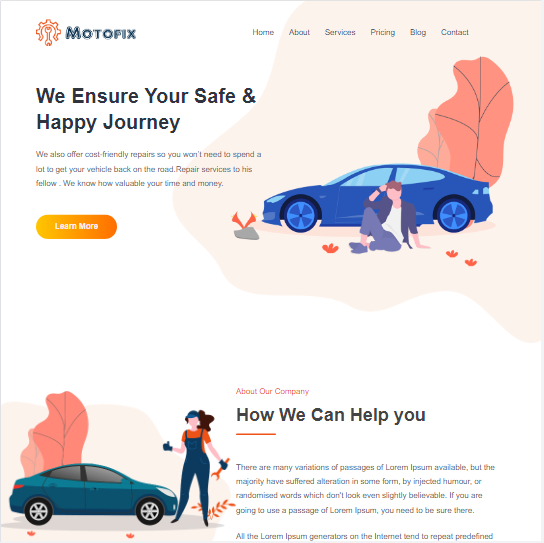 Motofix
Home About Services Pricing Blog Contact
We Ensure Your Safe &
Happy Journey
We also offer cost-friendly repairs so you won't need to spend a
lot to get your vehicle back on the road.Repair services to his
fellow . We know how valuable your time and money.
Learn More
About Our Company
How We Can Help you
There are many variations of passages of Lorem Ipsum available, but the
majority have suffered alteration in some form, by injected humour, or
randomised words which don't look even slightly believable. If you are
going to use a passage of Lorem Ipsum, you need to be sure there.
All the Lorem Ipsum generators on the Internet tend to repeat predefined